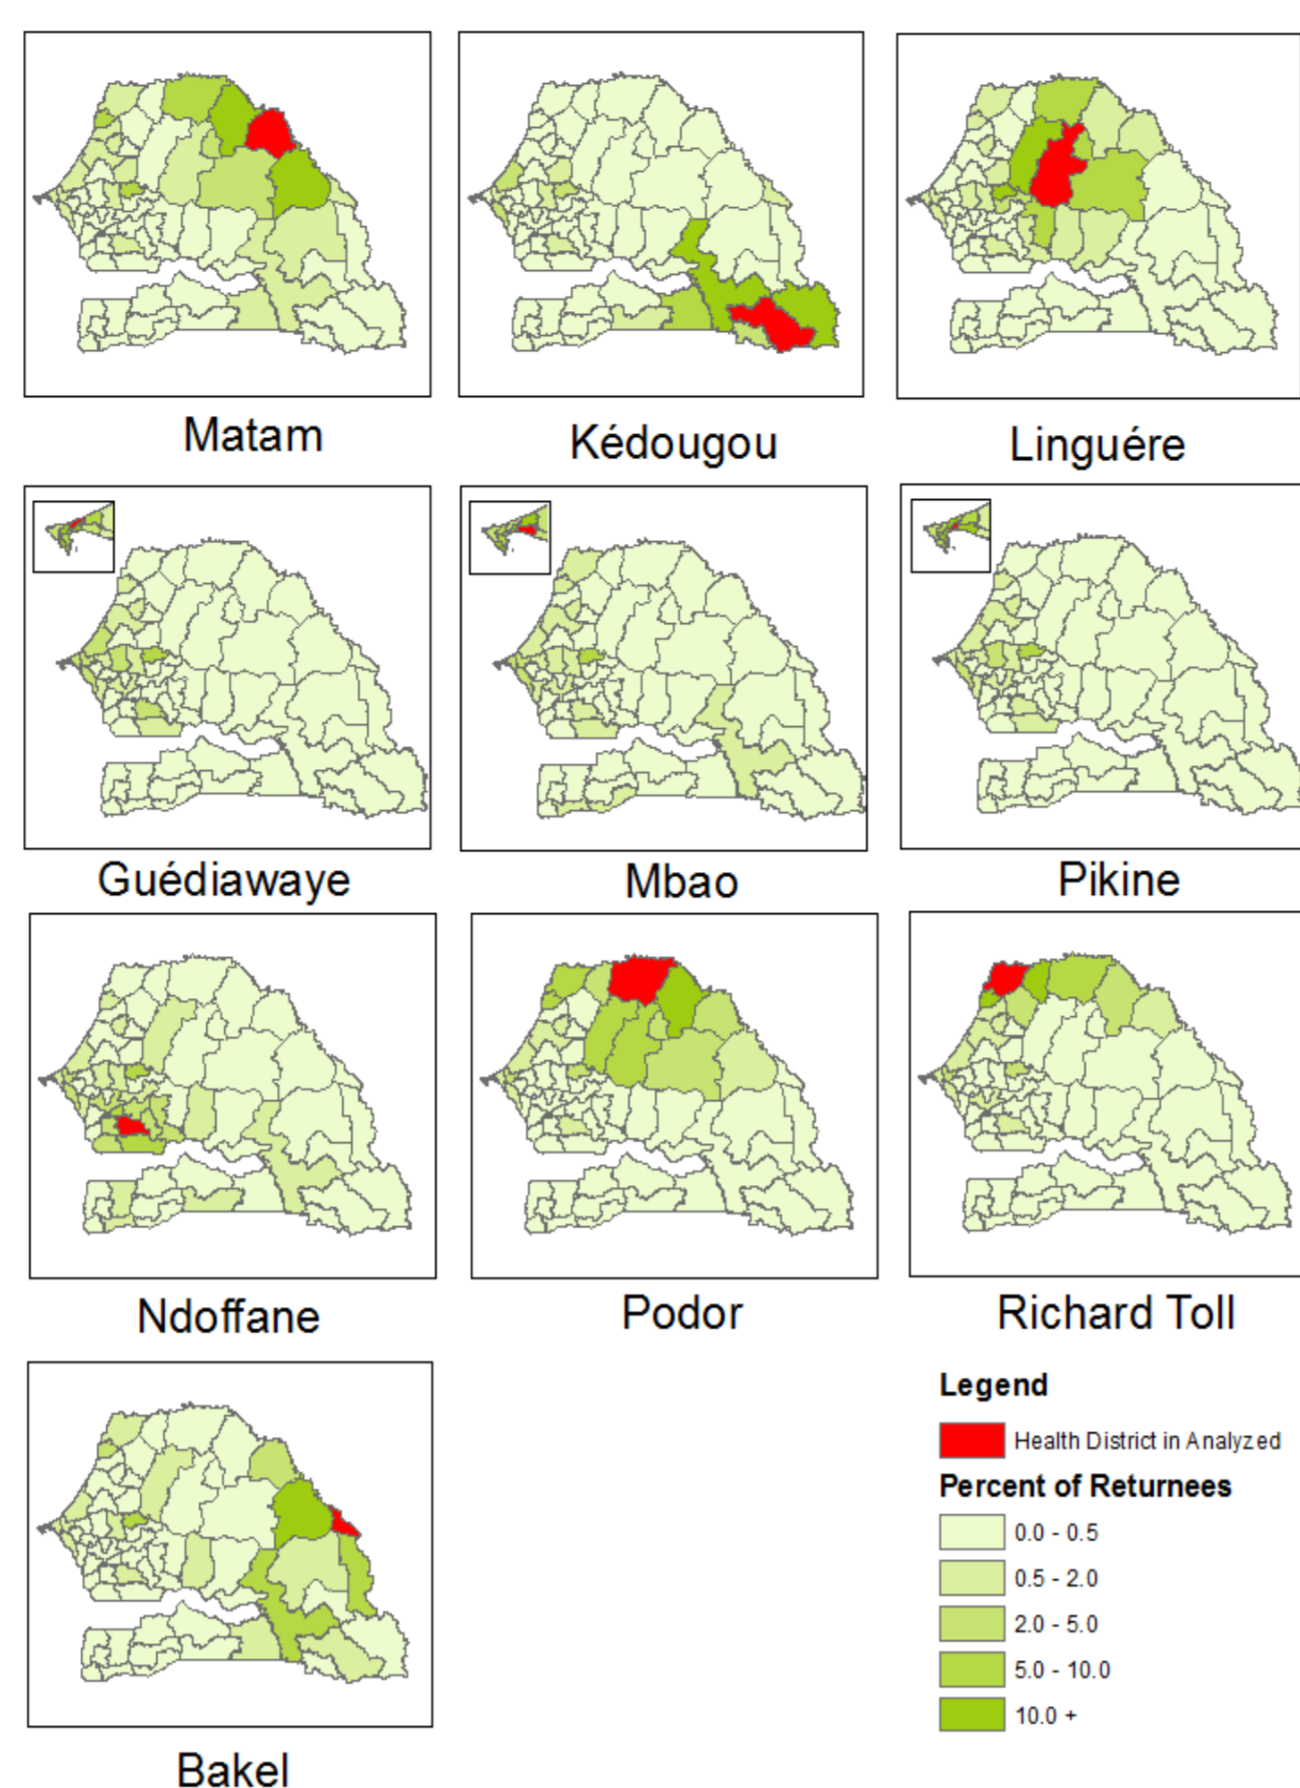 Matam
Kédougou
Linguére
Guédiawaye
Mbao
Pikine
Ndoffane
Podor
Richard Toll
Legend
Health District in Analyzed
Percent of Returnees
0.0 - 0.5
0.5 - 2.0
2.0 - 5.0
5.0 - 10.0
10.0 +
Bakel